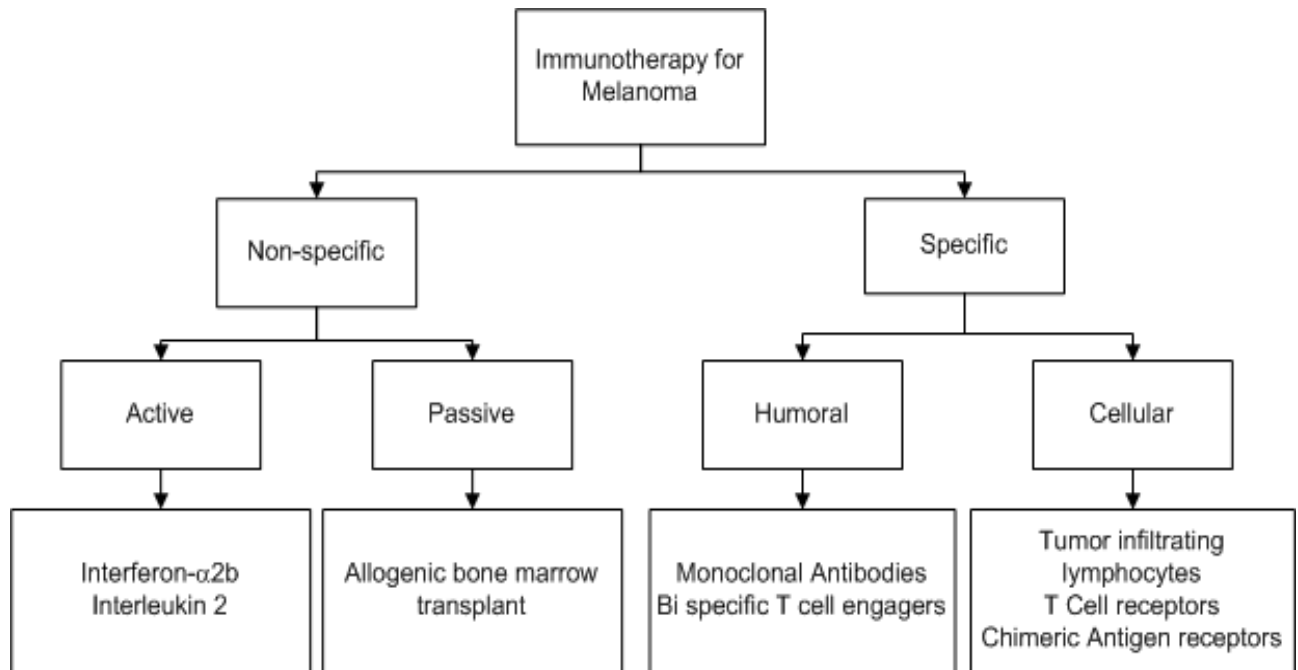 Immunotherapy for
Melanoma
Non-specific
Specific
Active
Passive
Humoral
Cellular
Interferon-α2b
Interleukin 2
Allogenic bone marrow
transplant
Monoclonal Antibodies
Bi specific T cell engagers
Tumor infiltrating
lymphocytes
T Cell receptors
Chimeric Antigen receptors